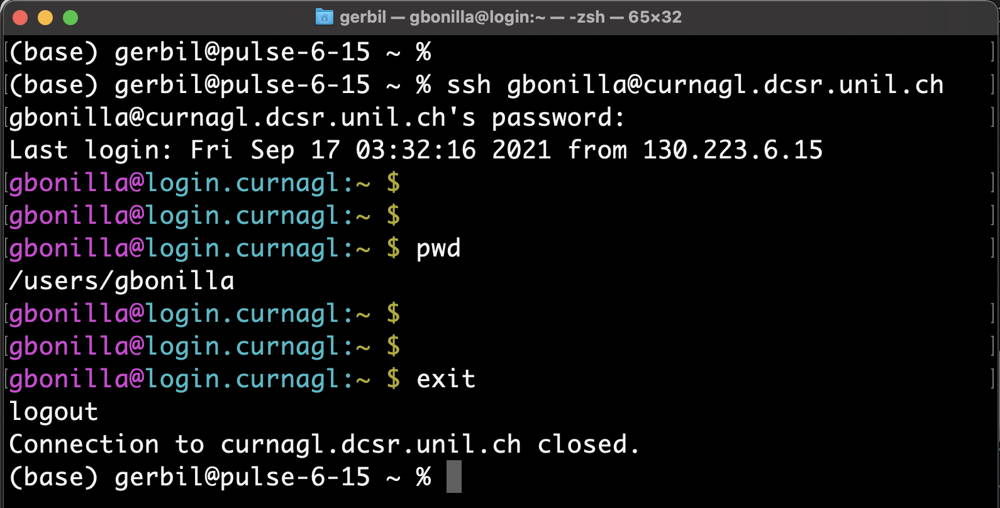 gerbil — gbonilla@login:~ — -zsh — 65×32
(base) gerbil@pulse-6-15 ~ %
(base) gerbil@pulse-6-15 ~ % ssh gbonilla@curnagl.dcsr.unil.ch
gbonilla@curnagl.dcsr.unil.ch's password:
Last login: Fri Sep 17 03:32:16 2021 from 130.223.6.15
gbonilla@login.curnagl:~ $
gbonilla@login.curnagl:~ $
gbonilla@login.curnagl:~ $ pwd
/users/gbonilla
gbonilla@login.curnagl:~ $
gbonilla@login.curnagl:~ $
gbonilla@login.curnagl:~ $ exit
logout
Connection to curnagl.dcsr.unil.ch closed.
(base) gerbil@pulse-6-15 ~ %